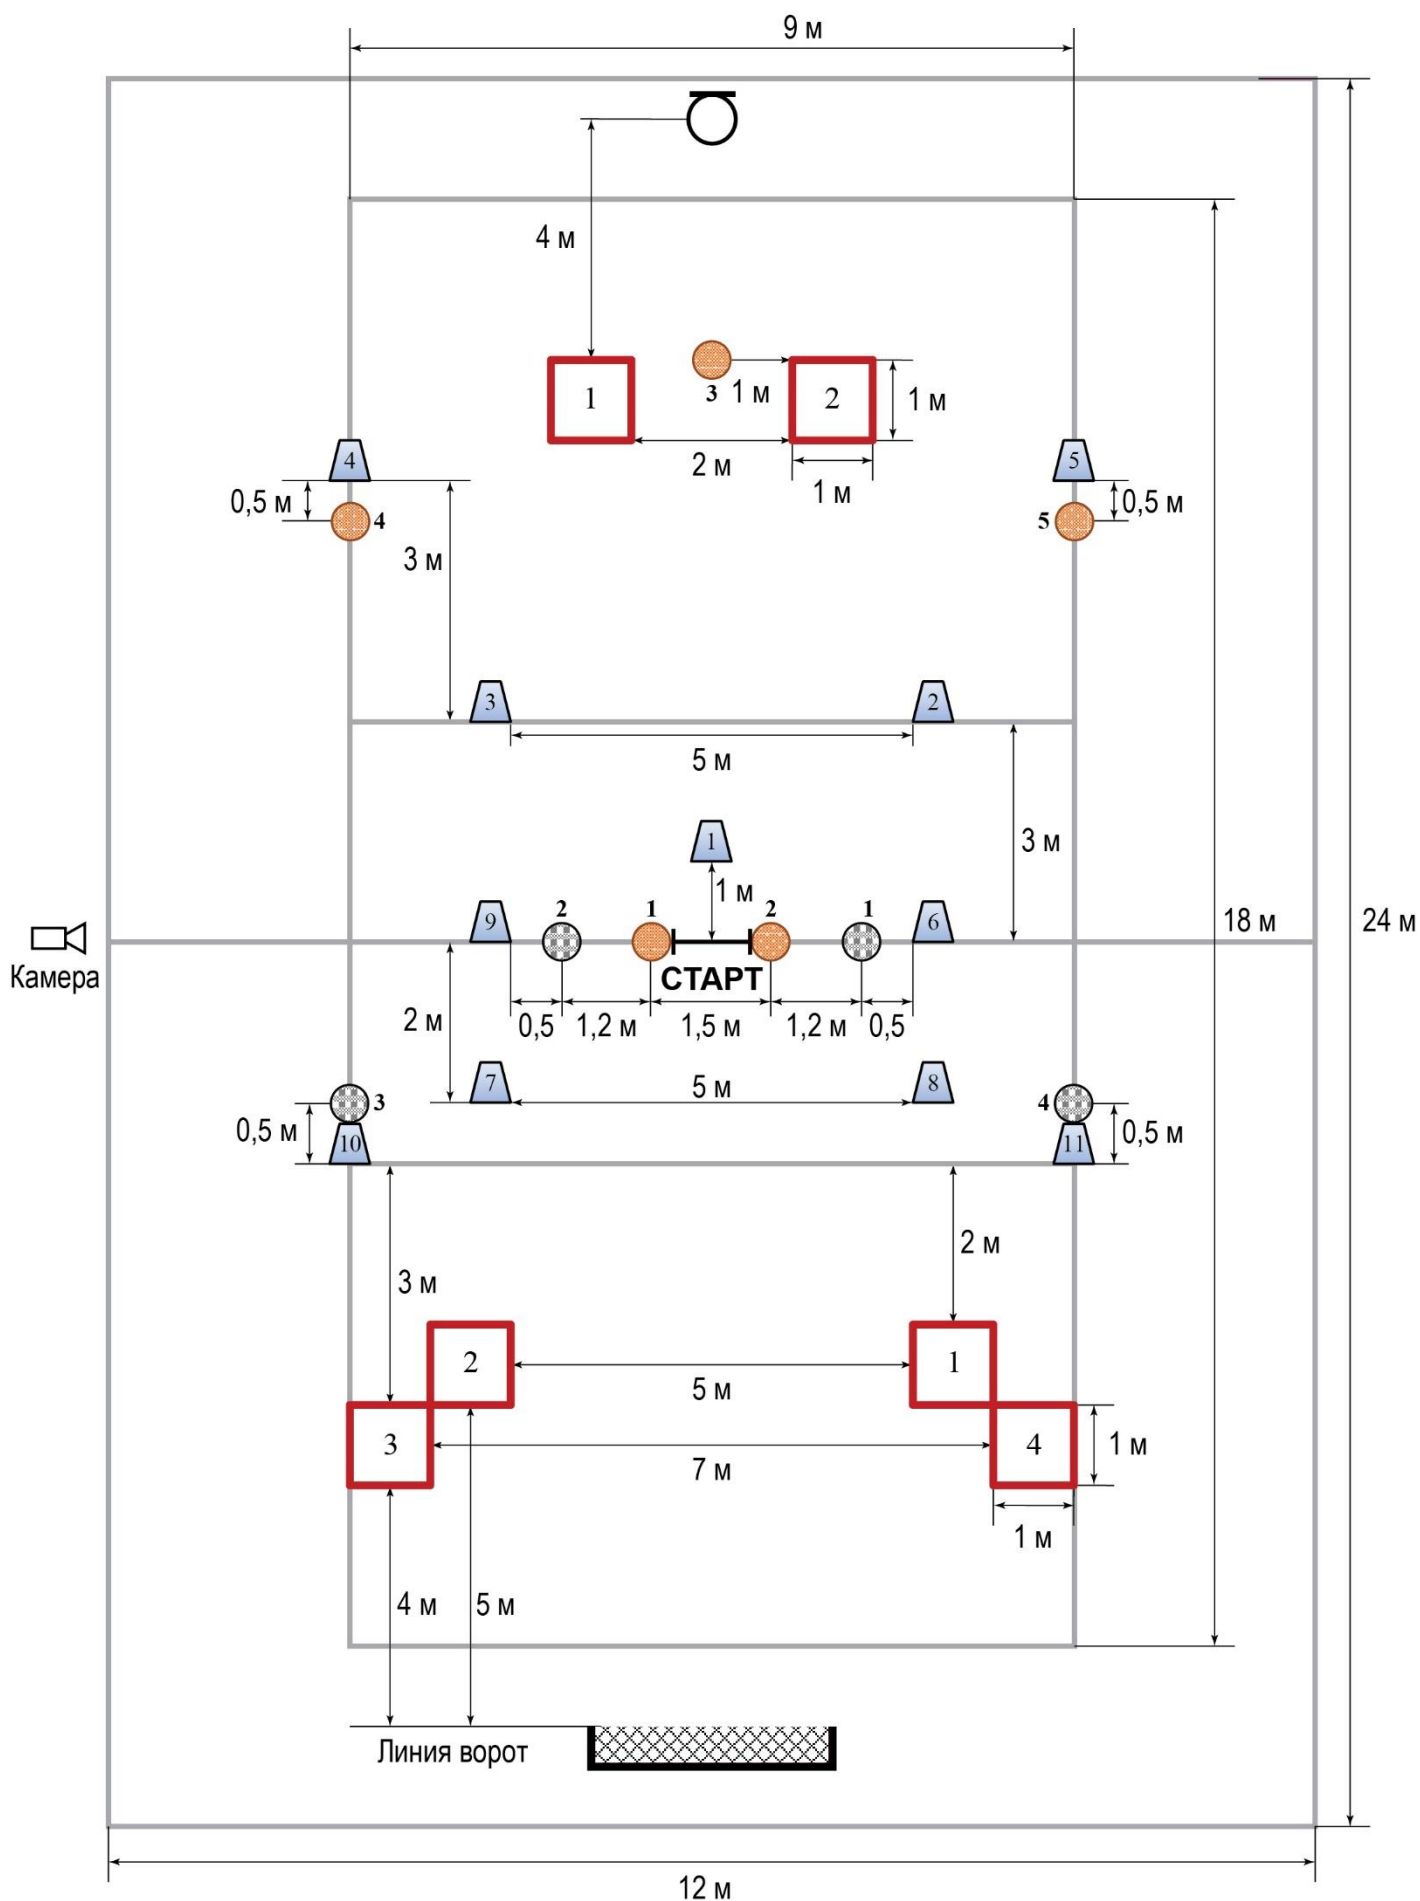 9 м
4 м
1
3
1 м
2
1 м
2 м
1 м
4
5
0,5 м
4
5
0,5 м
3 м
3
2
5 м
1
3 м
1 м
9
2
1
2
1
6
18 м
24 м
Камера
СТАРТ
2 м
0,5
1,2 м
1,5 м
1,2 м
0,5
7
5 м
8
3
4
0,5 м
10
11
0,5 м
2 м
3 м
2
1
5 м
3
4
1 м
7 м
1 м
4 м
5 м
Линия ворот
12 м